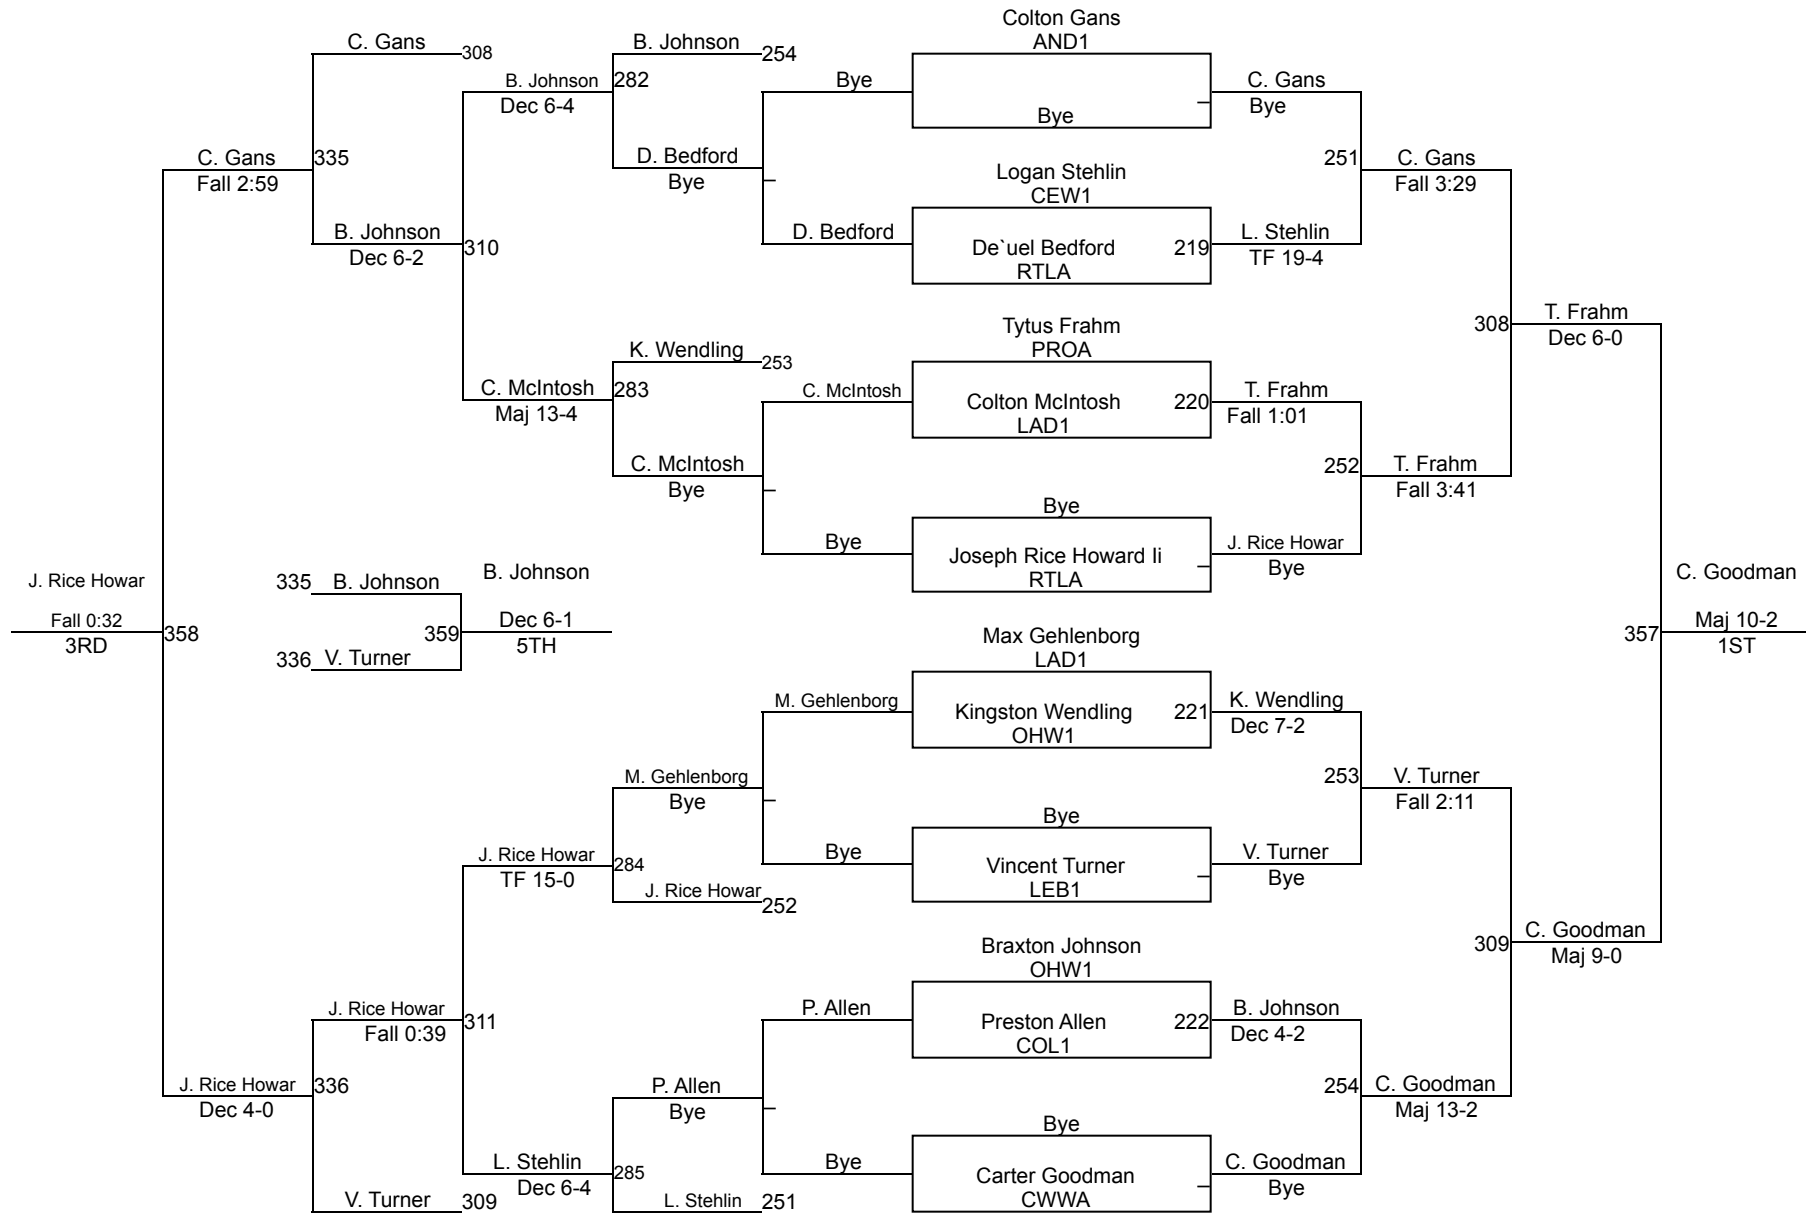 Colton Gans
AND1
C. Gans
308
B. Johnson
254
B. Johnson
282
Dec 6-4
Bye
Bye
C. Gans
Bye
C. Gans
335
Fall 2:59
D. Bedford
Bye
251
C. Gans
Fall 3:29
Logan Stehlin
CEW1
B. Johnson
Dec 6-2
310
D. Bedford
De`uel Bedford
RTLA
219
L. Stehlin
TF 19-4
308
T. Frahm
Dec 6-0
Tytus Frahm
PROA
K. Wendling
253
C. McIntosh
283
Maj 13-4
C. McIntosh
Colton McIntosh
LAD1
220
T. Frahm
Fall 1:01
C. McIntosh
Bye
252
T. Frahm
Fall 3:41
Bye
Bye
Joseph Rice Howard Ii
RTLA
J. Rice Howar
Bye
J. Rice Howar
Fall 0:32
3RD
358
335
B. Johnson
336
V. Turner
359
B. Johnson
Dec 6-1
5TH
357
C. Goodman
Maj 10-2
1ST
Max Gehlenborg
LAD1
M. Gehlenborg
Kingston Wendling
OHW1
221
K. Wendling
Dec 7-2
M. Gehlenborg
Bye
253
V. Turner
Fall 2:11
Bye
J. Rice Howar
TF 15-0
284
J. Rice Howar
252
Bye
Vincent Turner
LEB1
V. Turner
Bye
309
C. Goodman
Maj 9-0
Braxton Johnson
OHW1
J. Rice Howar
Fall 0:39
311
P. Allen
Preston Allen
COL1
222
B. Johnson
Dec 4-2
J. Rice Howar
Dec 4-0
336
P. Allen
Bye
254
C. Goodman
Maj 13-2
Bye
L. Stehlin
Dec 6-4
285
Bye
Carter Goodman
CWWA
C. Goodman
Bye
V. Turner
309
L. Stehlin
251